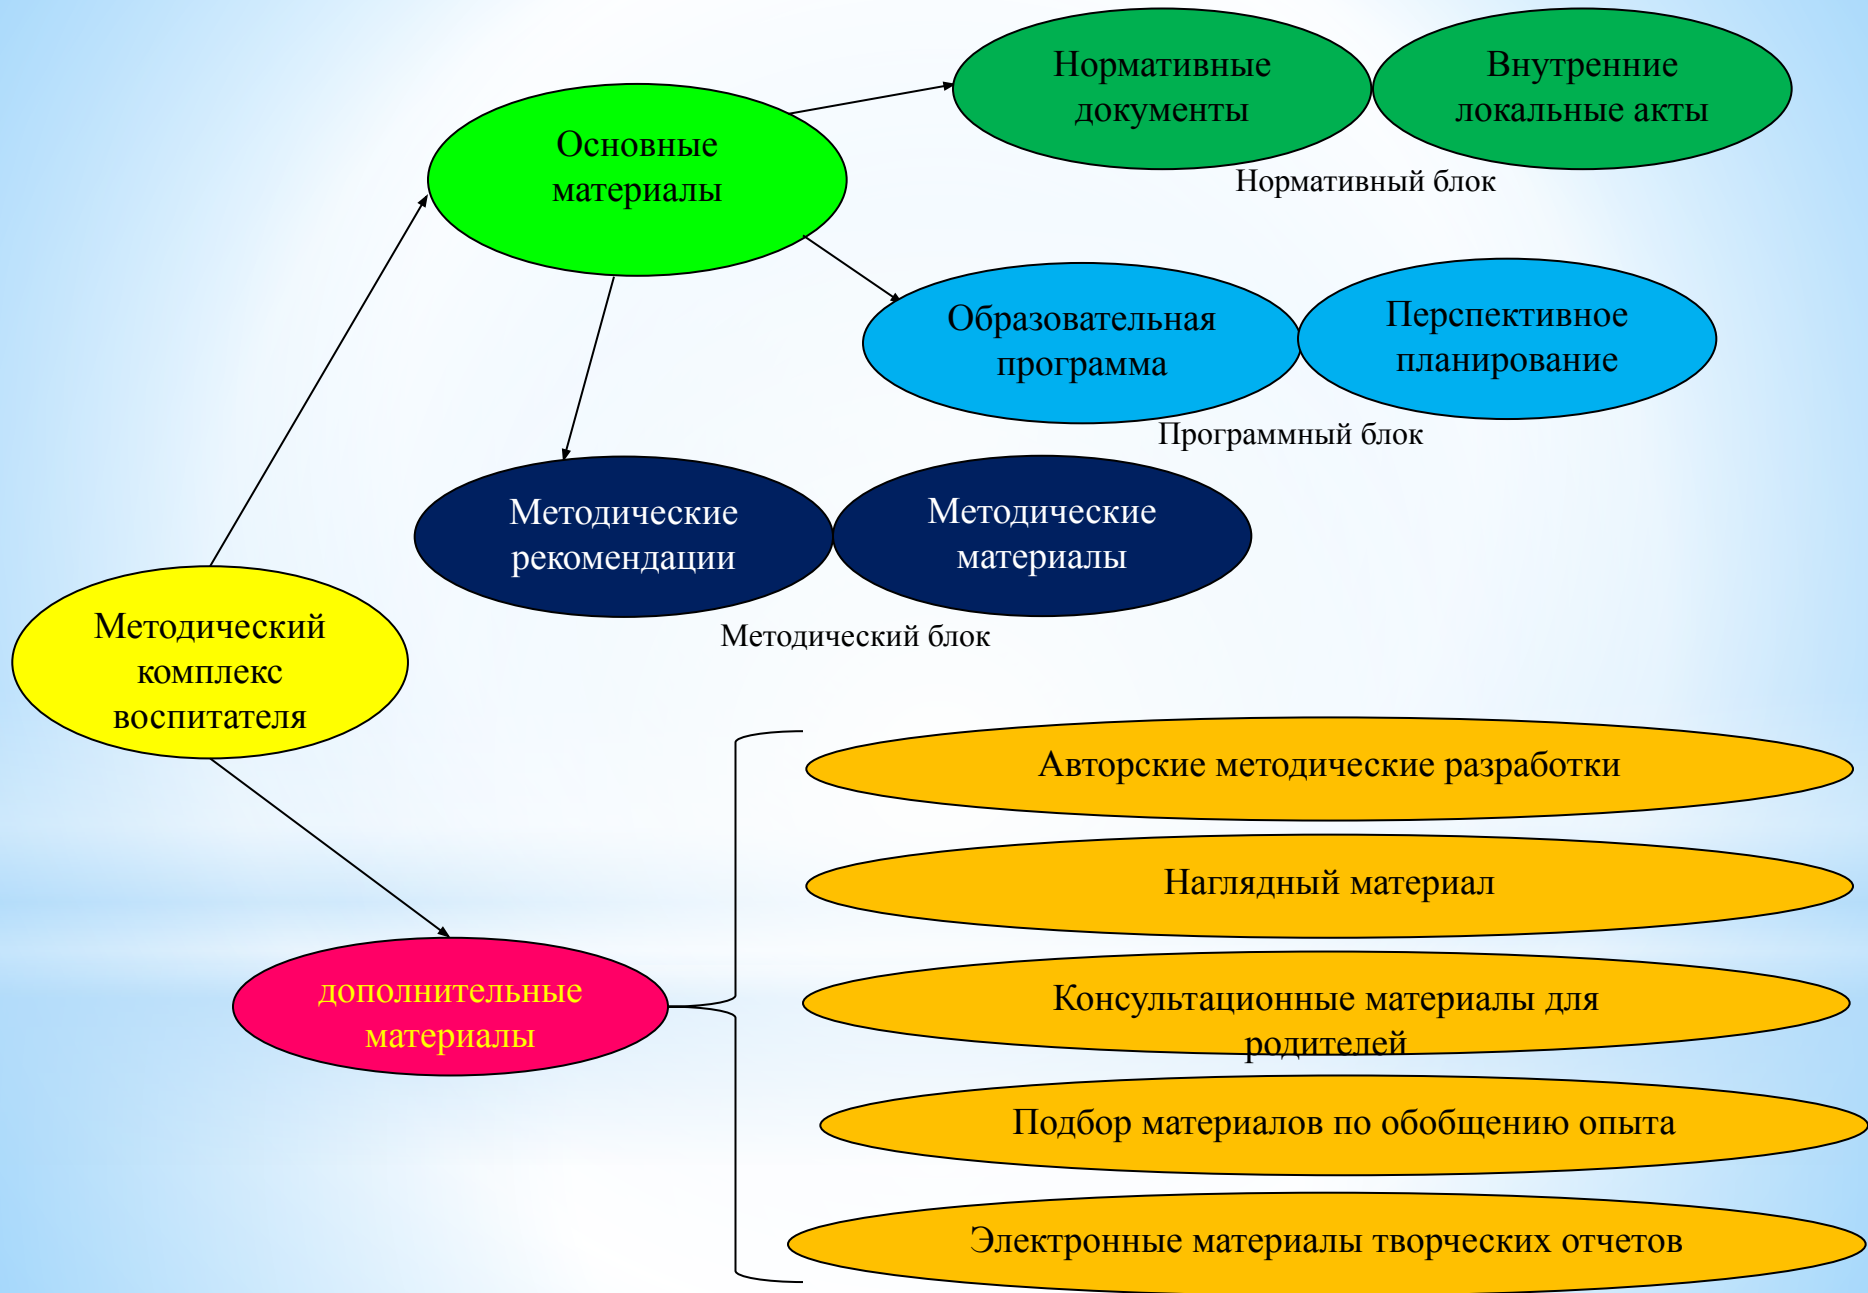 Нормативные
документы
Внутренние
локальные акты
Нормативный блок
Основные
материалы
Образовательная
программа
Перспективное
планирование
Программный блок
Методические
рекомендации
Методические
материалы
Методический блок
Методический
комплекс
воспитателя
дополнительные
материалы
Авторские методические разработки
Наглядный материал
Консультационные материалы для
родителей
Подбор материалов по обобщению опыта
Электронные материалы творческих отчетов